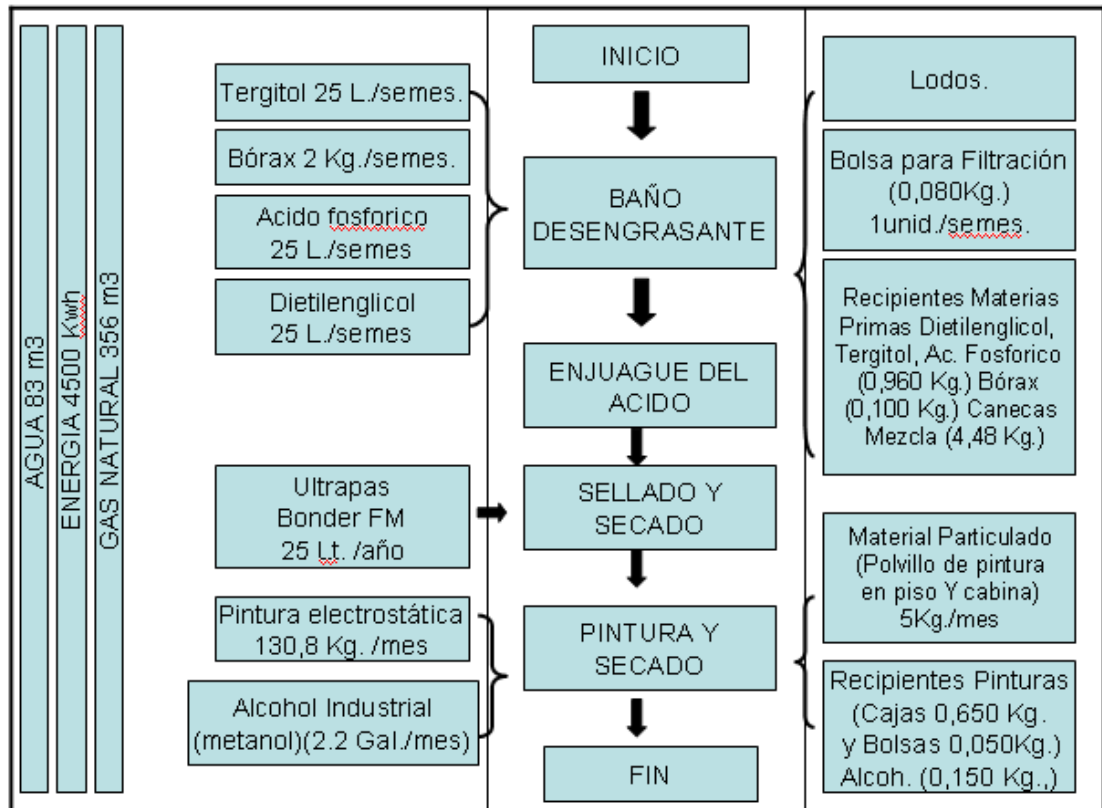 AGUA 83 m3
ENERGIA 4500 Kwh
GAS NATURAL 356 m3
Tergitol 25 L./semes.
Bórax 2 Kg./semes.
Acido fosforico
25 L./semes
Dietilenglicol
25 L./semes
Ultrapas
Bonder FM
25 Lt. /año
Pintura electrostática
130,8 Kg. /mes
Alcohol Industrial
(metanol)(2.2 Gal./mes)
INICIO
BAÑO
DESENGRASANTE
ENJUAGUE DEL
ACIDO
SELLADO Y
SECADO
PINTURA Y
SECADO
FIN
Lodos.
Bolsa para Filtración
(0,080Kg.)
1unid./semes.
Recipientes Materias
Primas Dietilenglicol,
Tergitol, Ac. Fosforico
(0,960 Kg.) Bórax
(0,100 Kg.) Canecas
Mezcla (4,48 Kg.)
Material Particulado
(Polvillo de pintura
en piso Y cabina)
5Kg./mes
Recipientes Pinturas
(Cajas 0,650 Kg.
y Bolsas 0,050Kg.)
Alcoh. (0,150 Kg.,)